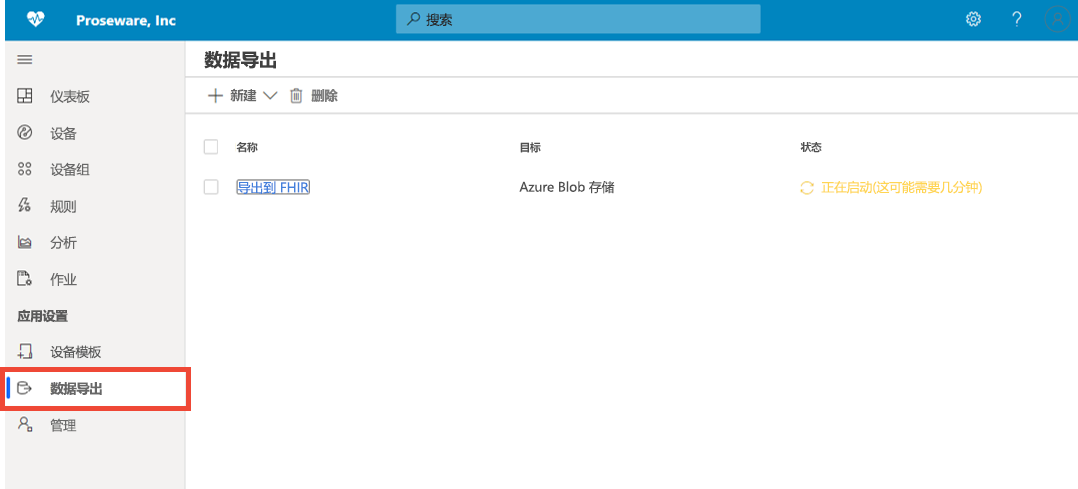 Proseware, Inc
搜索
?
仪表板
设备
设备组
规则
分析
作业
应用设置
设备模板
数据导出
管理
数据导出
新建
删除
名称 目标 状态
导出到 FHIR Azure Blob 存储 正在启动(这可能需要几分钟)